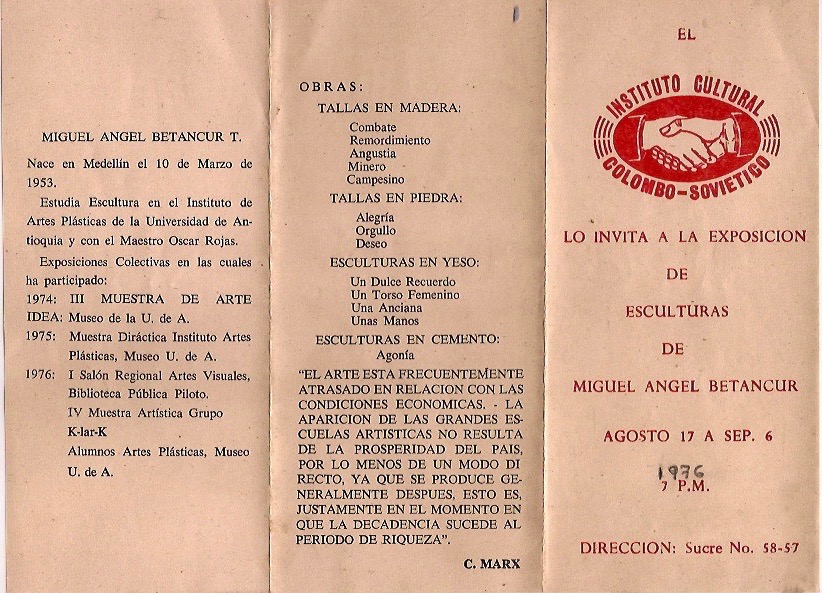 MIGUEL ANGEL BETANCUR T.
Nace en Medellín el 10 de Marzo de
1953.
Estudia Escultura en el Instituto de
Artes Plásticas de la Universidad de An-
tioquia y con el Maestro Oscar Rojas.
Exposiciones Colectivas en las cuales
ha participado:
1974: III MUESTRA DE ARTE
IDEA: Museo de la U. de A.
1975: Muestra Diráctica Instituto Artes
Plásticas, Museo U. de A.
1976: I Salón Regional Artes Visuales,
Biblioteca Pública Piloto.
IV Muestra Artística Grupo
K-lar-K
Alumnos Artes Plásticas, Museo
U. de A.
OBRAS:
TALLAS EN MADERA:
Combate
Remordimiento
Angustia
Minero
Campesino
TALLAS EN PIEDRA:
Alegría
Orgullo
Deseo
ESCULTURAS EN YESO:
Un Dulce Recuerdo
Un Torso Femenino
Una Anciana
Unas Manos
ESCULTURAS EN CEMENTO:
Agonía
"EL ARTE ESTA FRECUENTEMENTE
ATRASADO EN RELACION CON LAS
CONDICIONES ECONOMICAS. - LA
APARICION DE LAS GRANDES ES-
CUELAS ARTISTICAS NO RESULTA
DE LA PROSPERIDAD DEL PAIS,
POR LO MENOS DE UN MODO DI
RECTO, YA QUE SE PRODUCE GE-
NERALMENTE DESPUES, ESTO ES,
JUSTAMENTE EN EL MOMENTO EN
QUE LA DECADENCIA SUCEDE AL
PERIODO DE RIQUEZA".
C. MARX
EL
INSTITUTO CULTURAL
COLOMBO-SOVIETICO
LO INVITA A LA EXPOSICION
DE
ESCULTURAS
DE
MIGUEL ANGEL BETANCUR
AGOSTO 17 A SEP. 6
1976
7 P.M.
DIRECCION: Sucre No. 58-57